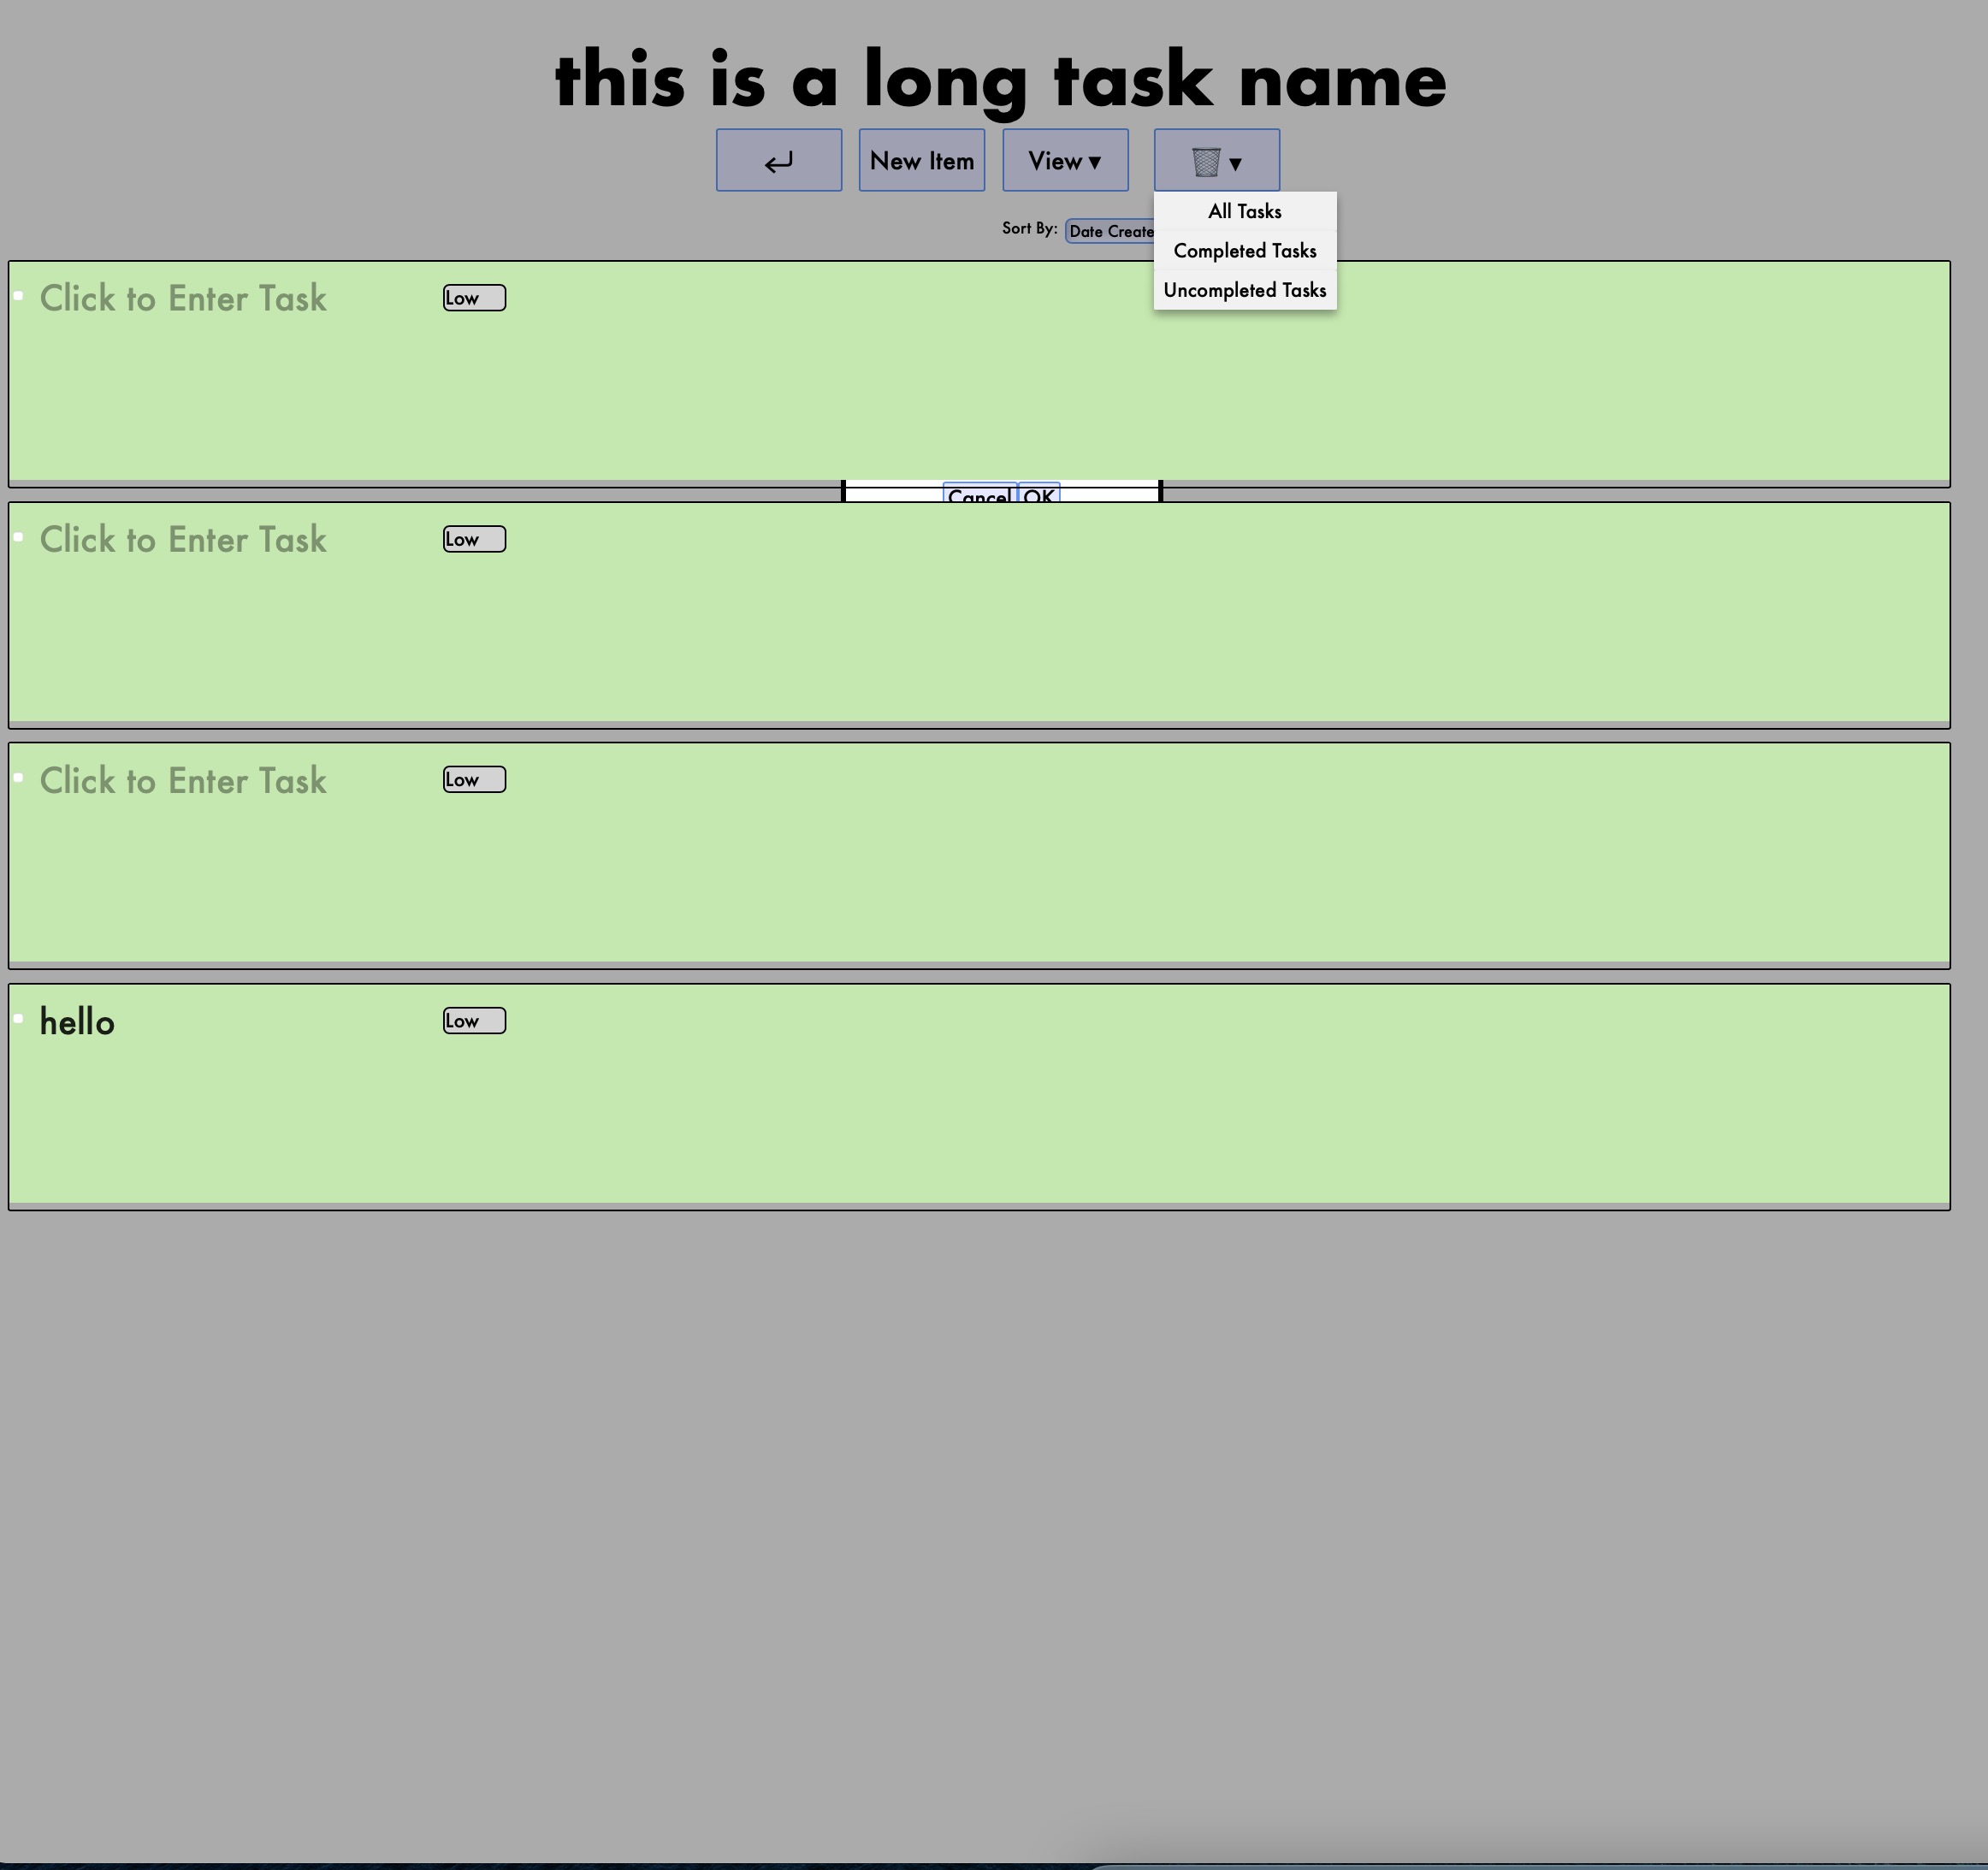 this is a long task name
New Item
View ▼
▼
All Tasks
Sort By: Date Create
Completed Tasks
Uncompleted Tasks
Click to Enter Task
Low
Cancel OK
Click to Enter Task
Low
Click to Enter Task
Low
hello
Low